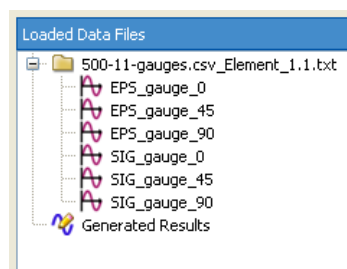 Loaded Data Files
500-11-gauges.csv_Element_1.1.txt
EPS_gauge_0
EPS_gauge_45
EPS_gauge_90
SIG_gauge_0
SIG_gauge_45
SIG_gauge_90
Generated Results